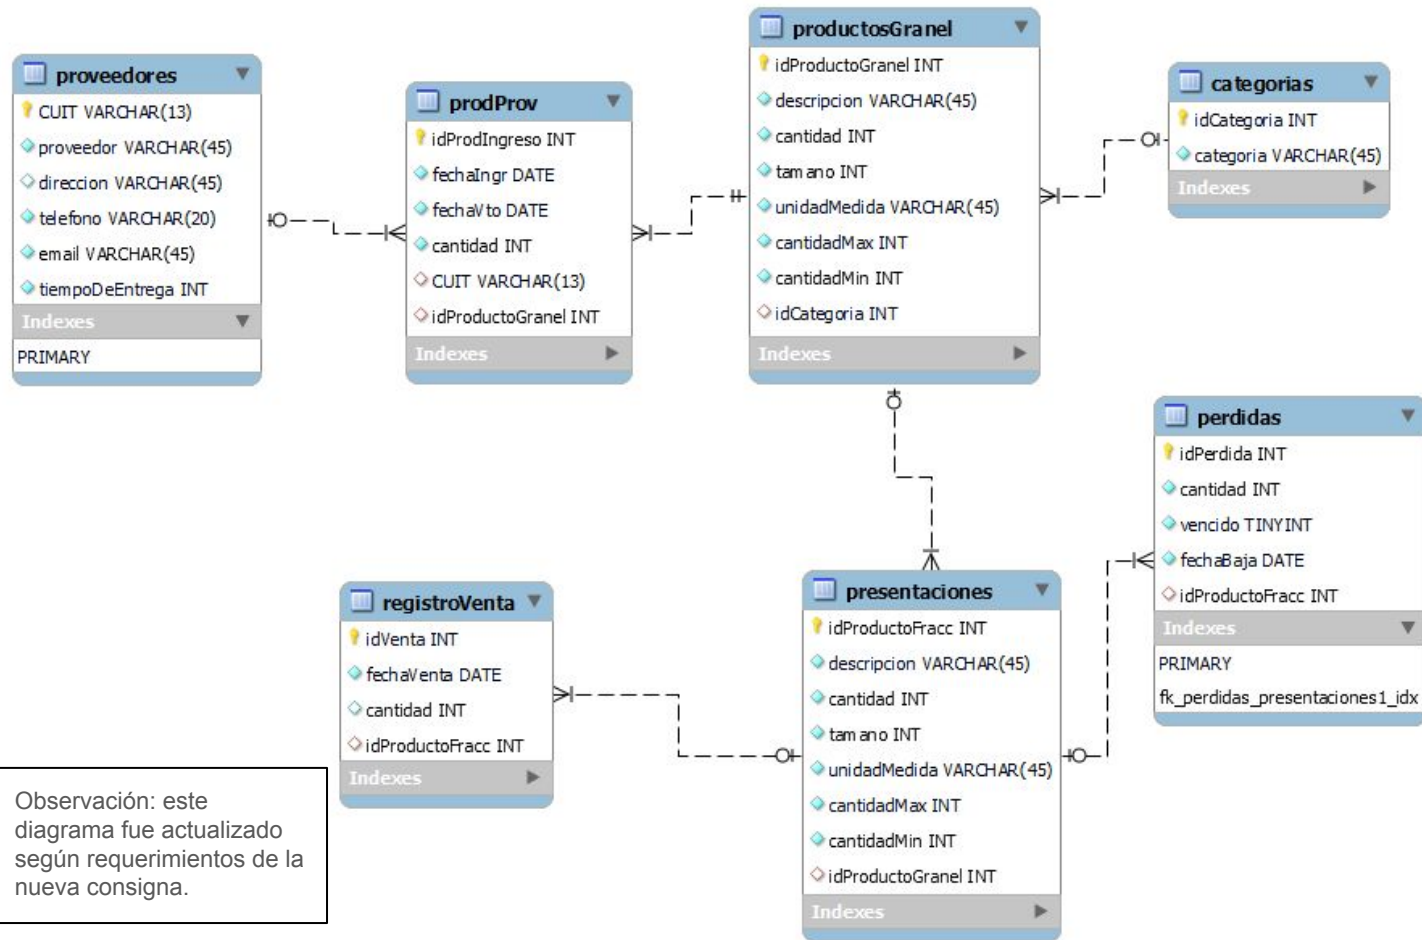 proveedores
CUIT VARCHAR(13)
proveedor VARCHAR(45)
direccion VARCHAR(45)
telefono VARCHAR(20)
email VARCHAR(45)
tiempoDeEntrega INT
Indexes
PRIMARY
prodProv
idProdIngreso INT
fechaIngr DATE
fechaVto DATE
cantidad INT
CUIT VARCHAR(13)
idProductoGranel INT
Indexes
productosGranel
idProductoGranel INT
descripcion VARCHAR(45)
cantidad INT
tamano INT
unidadMedida VARCHAR(45)
cantidadMax INT
cantidadMin INT
idCategoria INT
Indexes
categorias
idCategoria INT
categoria VARCHAR(45)
Indexes
perdidas
idPerdida INT
cantidad INT
vencido TINYINT
fechaBaja DATE
idProductoFracc INT
Indexes
PRIMARY
fk_perdidas_presentaciones1_idx
registroVenta
idVenta INT
fechaVenta DATE
cantidad INT
idProductoFracc INT
Indexes
presentaciones
idProductoFracc INT
descripcion VARCHAR(45)
cantidad INT
tamano INT
unidadMedida VARCHAR(45)
cantidadMax INT
cantidadMin INT
idProductoGranel INT
Indexes
Observación: este
diagrama fue actualizado
según requerimientos de la
nueva consigna.